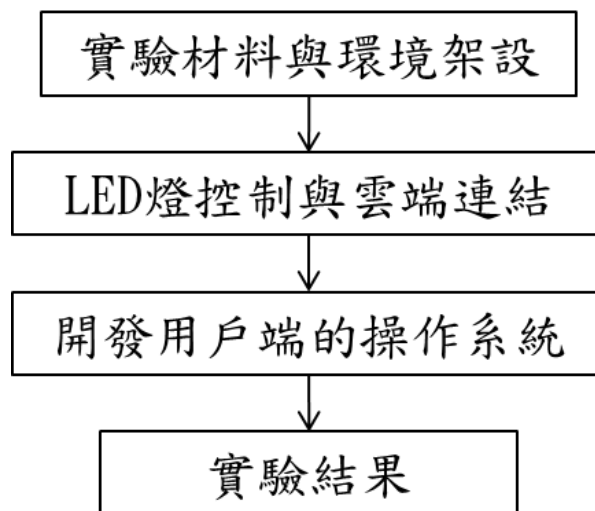 實驗材料與環境架設
LED燈控制與雲端連結
開發用戶端的操作系統
實驗結果